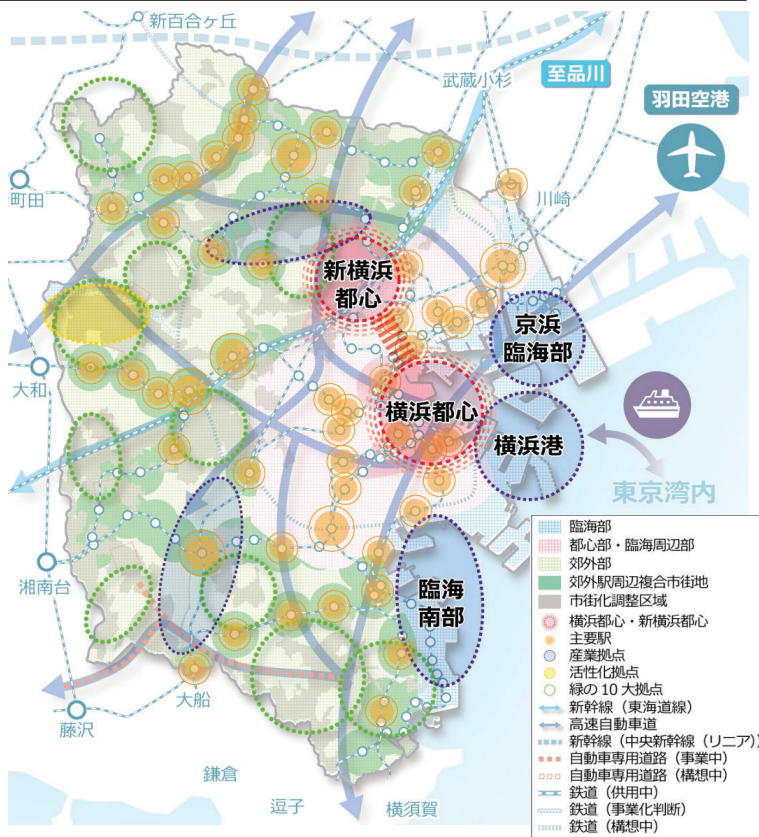 新百合ヶ丘
武蔵小杉
至品川
羽田空港
町田
川崎
新横浜
都心
京浜
臨海部
大和
横浜都心
横浜港
東京湾内
湘南台
臨海
南部
大船
藤沢
鎌倉
逗子
横須賀
臨海部
都心部・臨海周辺部
郊外部
郊外駅周辺複合市街地
市街化調整区域
横浜都心・新横浜都心
主要駅
産業拠点
活性化拠点
緑の10大拠点
新幹線（東海道線）
高速自動車道
新幹線（中央新幹線（リニア））
自動車専用道路（事業中）
自動車専用道路（構想中）
鉄道（供用中）
鉄道（事業化判断）
鉄道（構想中）